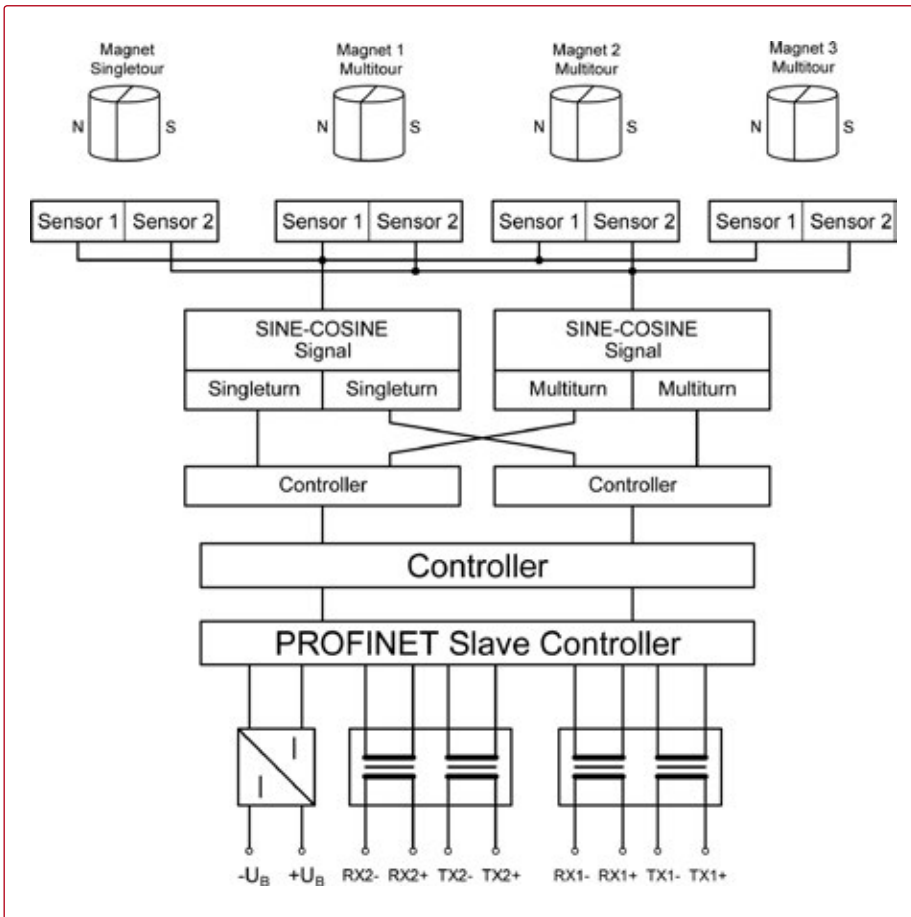 Magnet Singletour
Magnet 1 Multitour
Magnet 2 Multitour
Magnet 3 Multitour
N S N S N S N S
Sensor 1 Sensor 2 Sensor 1 Sensor 2 Sensor 1 Sensor 2 Sensor 1 Sensor 2
SINE-COSINE Signal
SINE-COSINE Signal
Singleturn Singleturn Multiturn Multiturn
Controller Controller
Controller
PROFINET Slave Controller
-UB +UB RX2- RX2+ TX2- TX2+ RX1- RX1+ TX1- TX1+